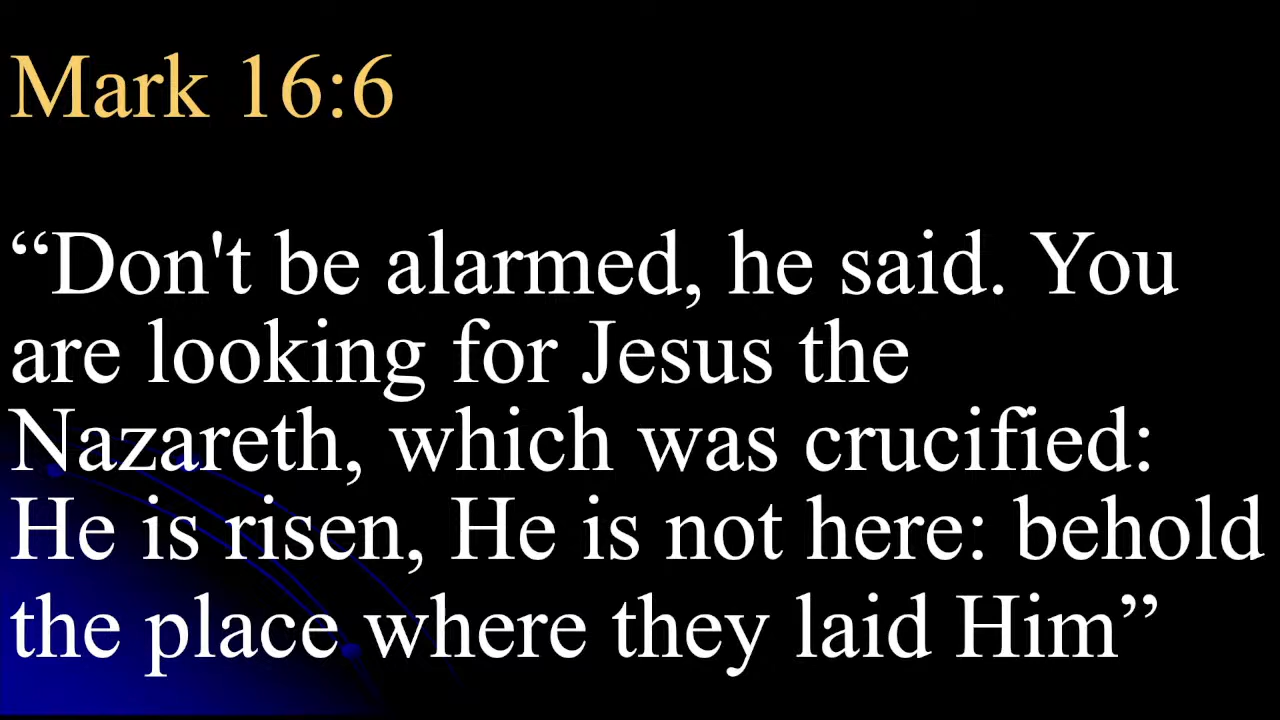 Mark 16:6
“Don't be alarmed, he said. You
are looking for Jesus the
Nazareth, which was crucified:
He is risen, He is not here: behold
the place where they laid Him”